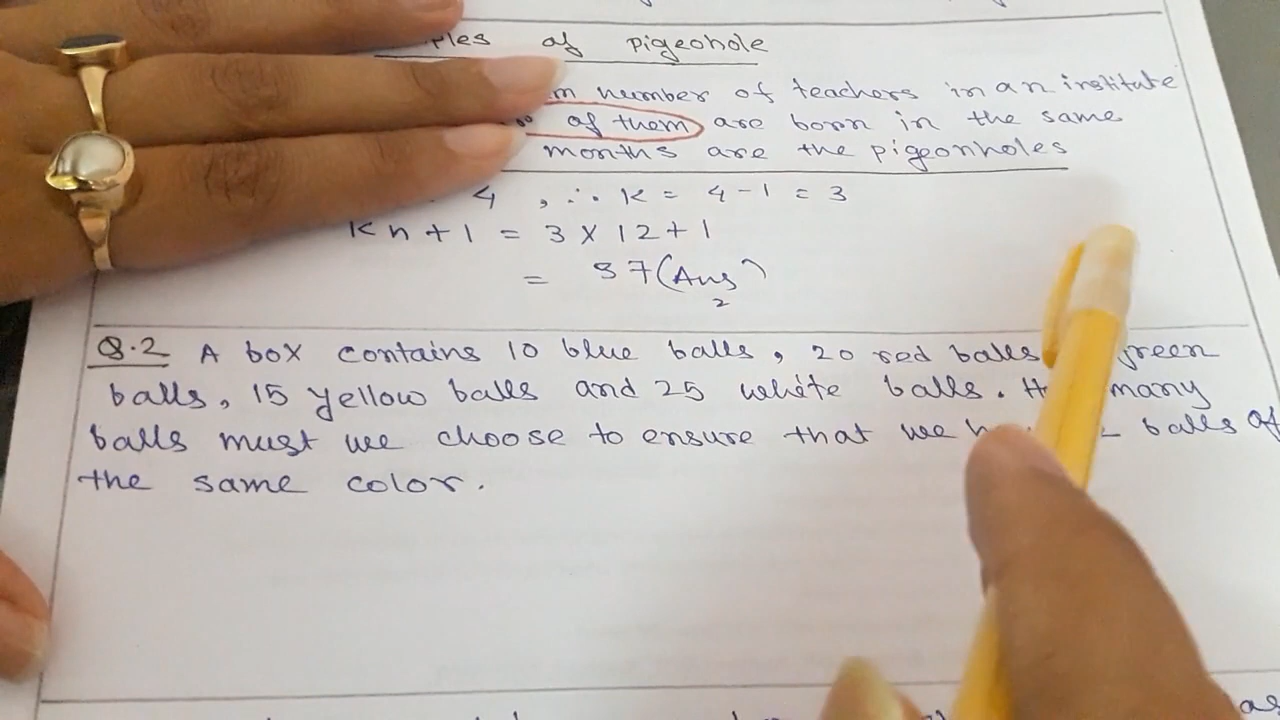 of pigeohole
number of teachers in an institute
of them are born in the same
months are the pigeonholes
4 , ∴ K = 4 - 1 = 3
Kn + 1 = 3 X 12 + 1
= 37 (Ans)
Q.2 A box contains 10 blue balls, 20 red balls
balls, 15 yellow balls and 25 white balls. many
balls must we choose to ensure that we balls of
the same color.